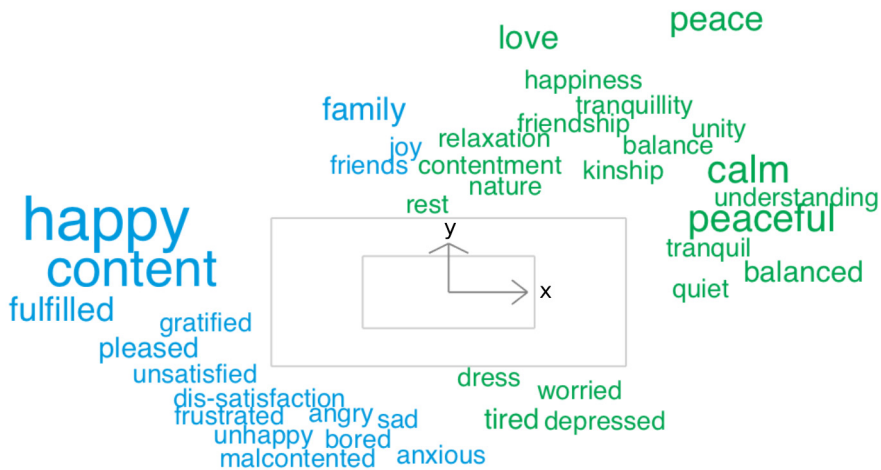 peace
love
happiness
tranquillity
family
friendship
unity
relaxation
balance
joy
friends
contentment
kinship
calm
nature
understanding
rest
happy
peaceful
y
tranquil
content
balanced
quiet
x
fulfilled
gratified
pleased
unsatisfied
dress
worried
dis-satisfaction
frustrated
angry
sad
tired
depressed
unhappy
bored
malcontented
anxious